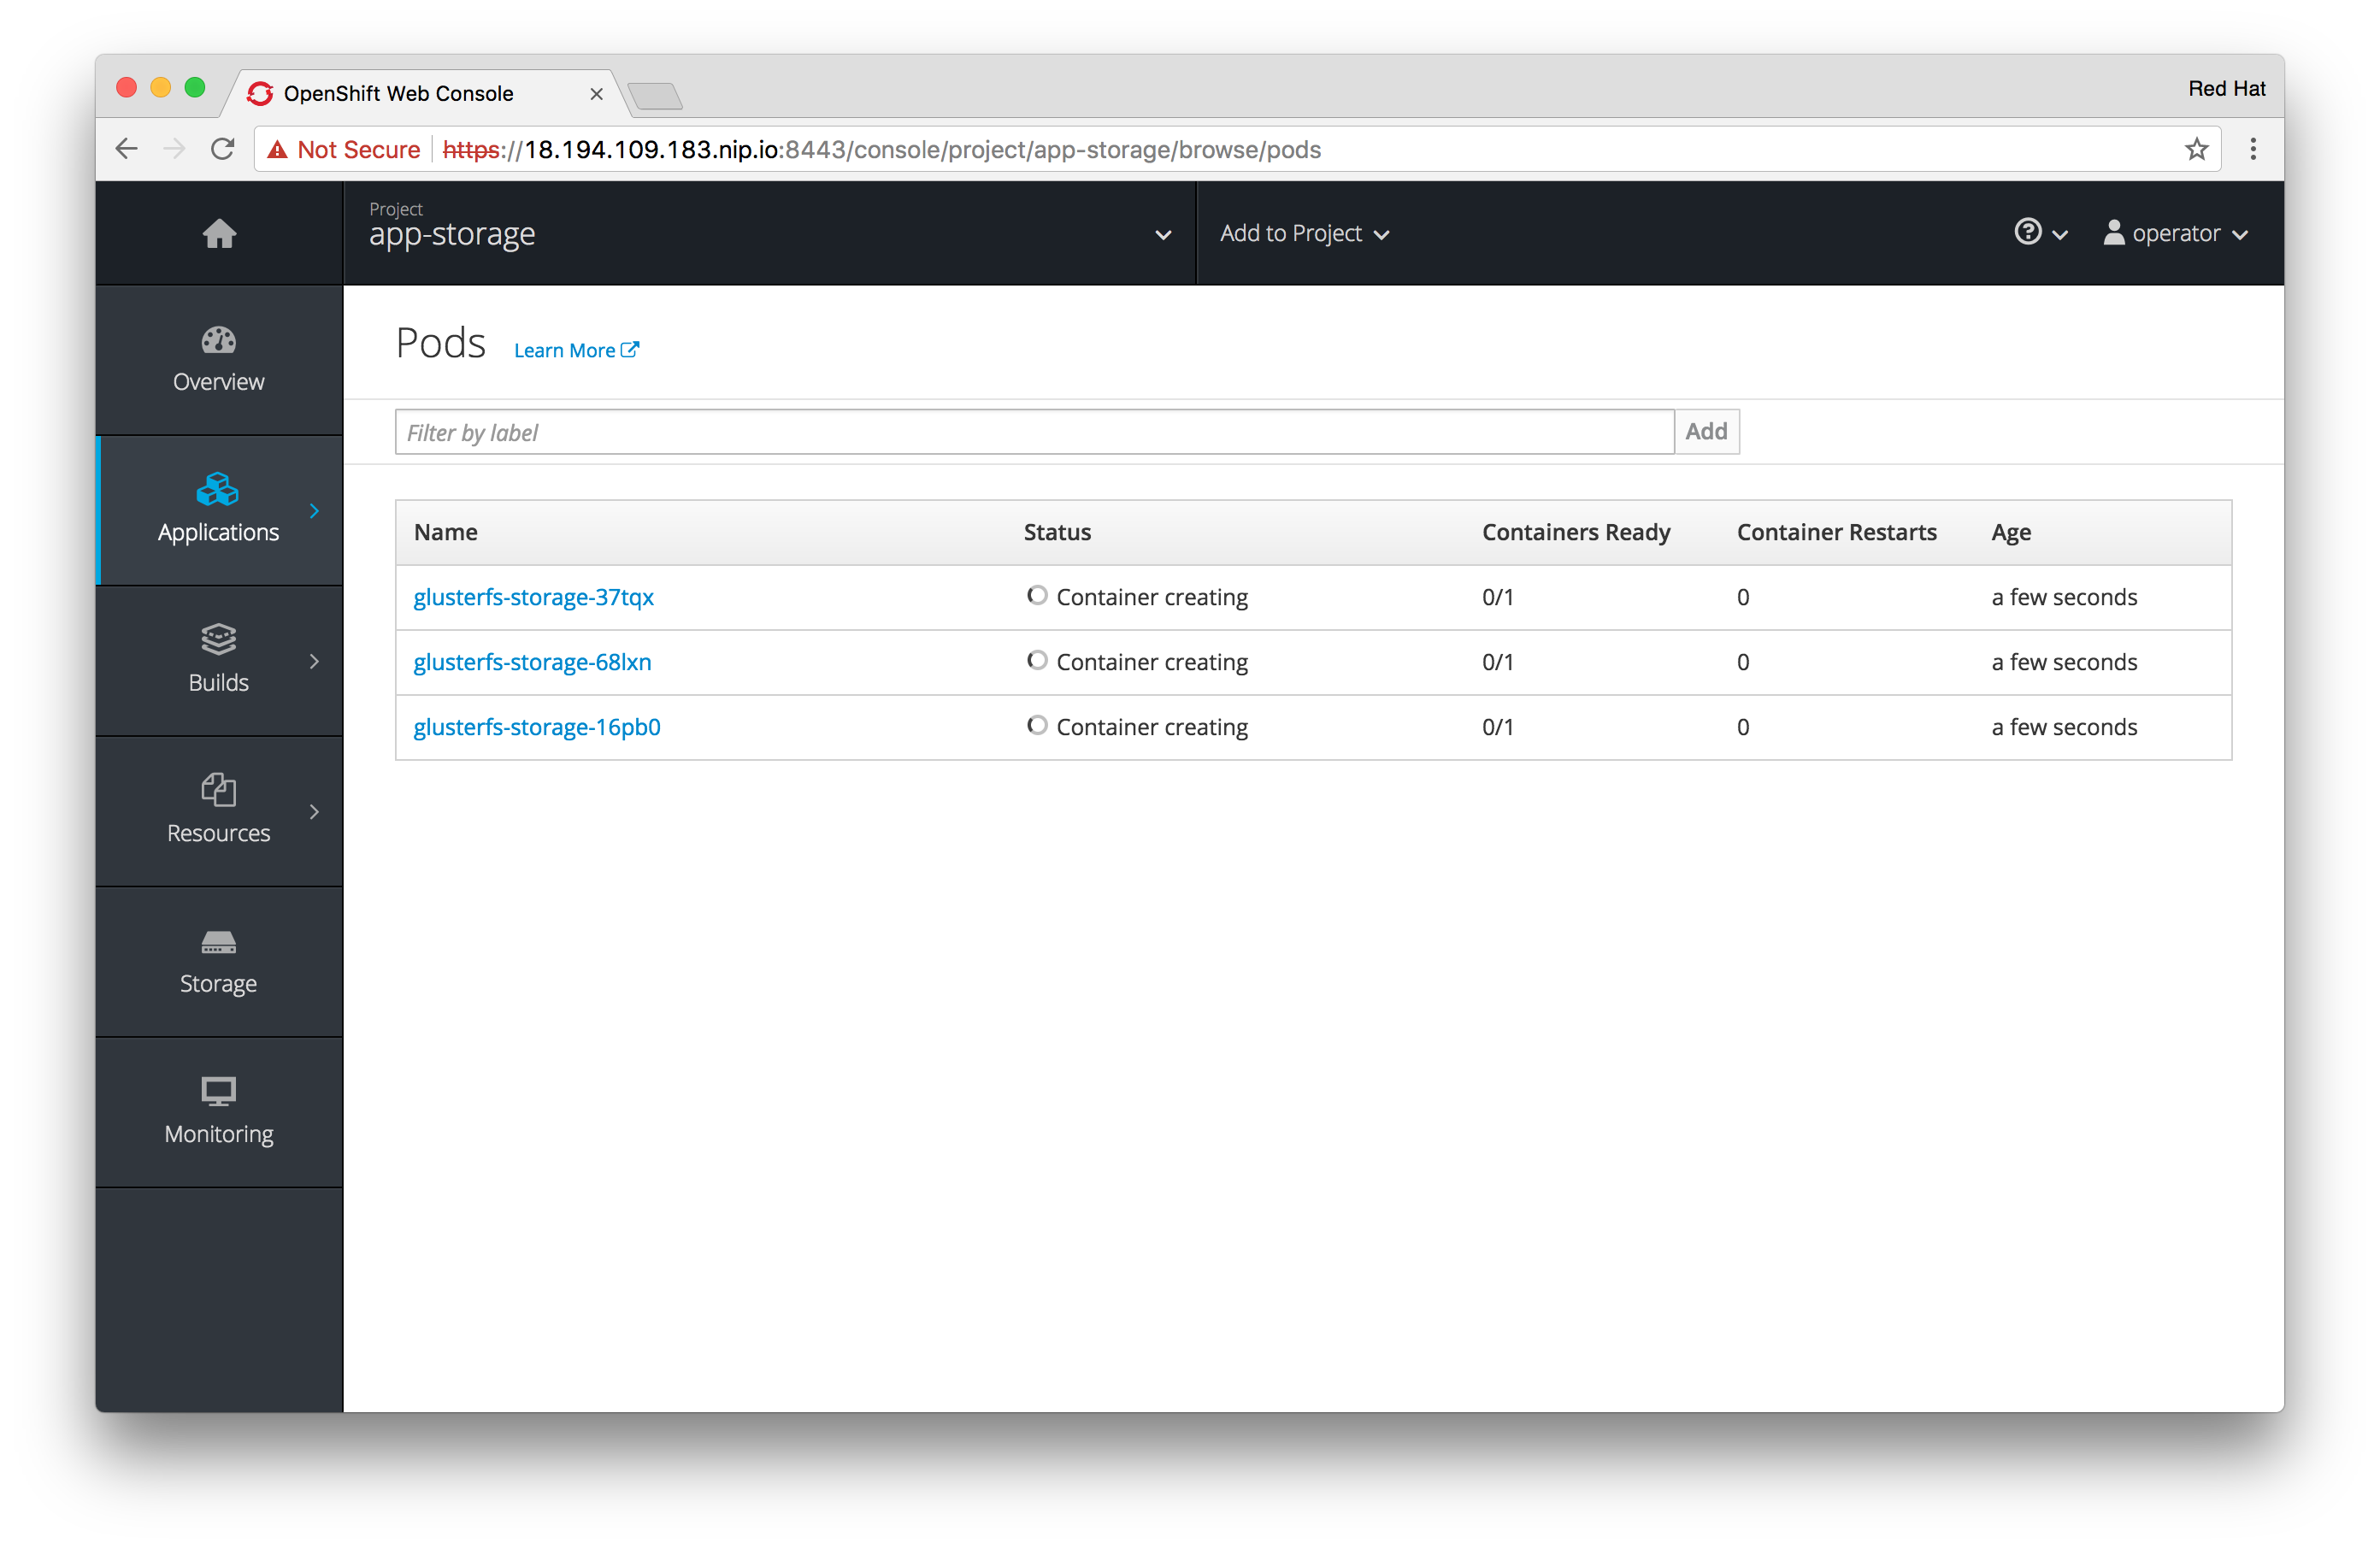 OpenShift Web Console
Red Hat
Not Secure https://18.194.109.183.nip.io:8443/console/project/app-storage/browse/pods
Project
app-storage
Add to Project
operator
Overview
Applications
Builds
Resources
Storage
Monitoring
Pods Learn More
Filter by label Add
Name Status Containers Ready Container Restarts Age
glusterfs-storage-37tqx Container creating 0/1 0 a few seconds
glusterfs-storage-68lxn Container creating 0/1 0 a few seconds
glusterfs-storage-16pb0 Container creating 0/1 0 a few seconds